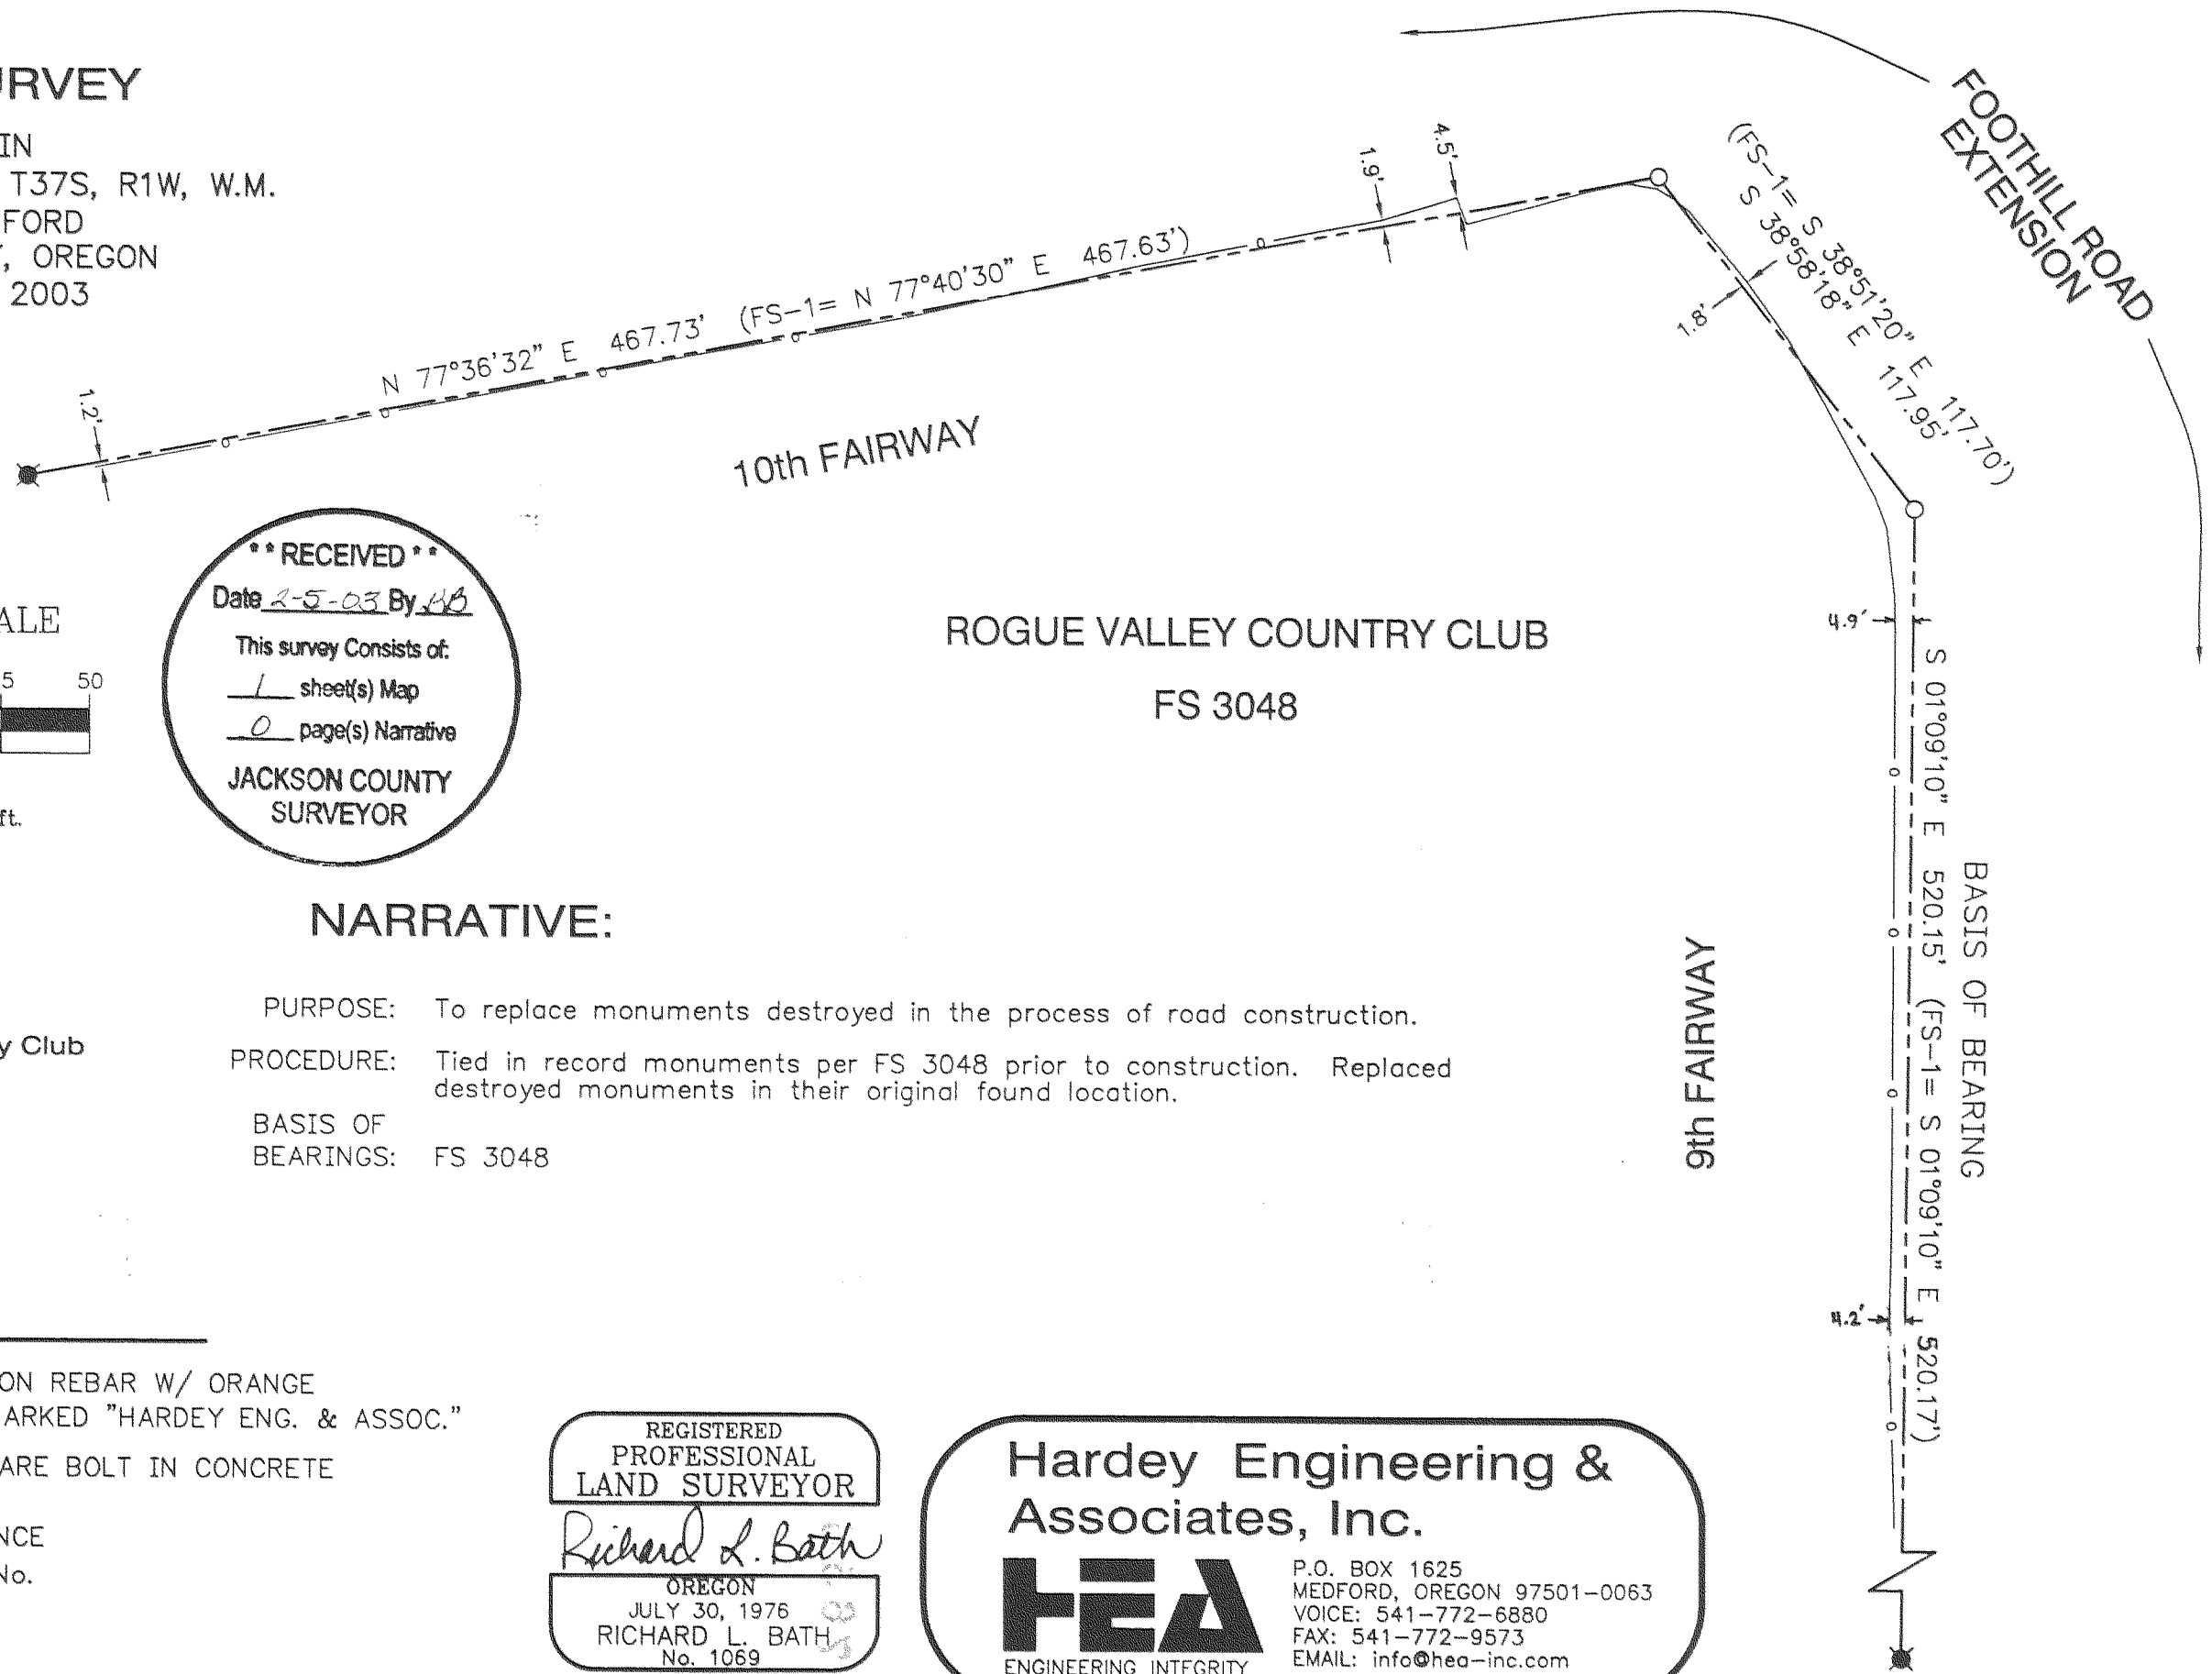 URVEY
IN
T37S, R1W, W.M.
FORD
Y, OREGON
2003
FOOTHILL ROAD
EXTENSION
(FS-1= S 38°51'20" E 117.70')
S 38°58'18" E 117.95'
1.8'
4.5'
1.9'
N 77°36'32" E 467.73' (FS-1= N 77°40'30" E 467.63')
1.2'
10th FAIRWAY
** RECEIVED **
Date 2-5-03 By
This survey Consists of:
1 sheet(s) Map
0 page(s) Narrative
JACKSON COUNTY
SURVEYOR
ALE
5 50
ft.
ROGUE VALLEY COUNTRY CLUB
FS 3048
4.9'
S 01°09'10" E 520.15' (FS-1= S 01°09'10" E 520.17')
BASIS OF BEARING
9th FAIRWAY
4.2'
NARRATIVE:
PURPOSE: To replace monuments destroyed in the process of road construction.
y Club
PROCEDURE: Tied in record monuments per FS 3048 prior to construction. Replaced
destroyed monuments in their original found location.
BASIS OF
BEARINGS: FS 3048
ON REBAR W/ ORANGE
ARKED "HARDEY ENG. & ASSOC."
ARE BOLT IN CONCRETE
NCE
No.
REGISTERED
PROFESSIONAL
LAND SURVEYOR
Richard L. Bath
OREGON
JULY 30, 1976
RICHARD L. BATH
No. 1069
Hardey Engineering &
Associates, Inc.
HEA
ENGINEERING INTEGRITY
P.O. BOX 1625
MEDFORD, OREGON 97501-0063
VOICE: 541-772-6880
FAX: 541-772-9573
EMAIL: info@hea-inc.com